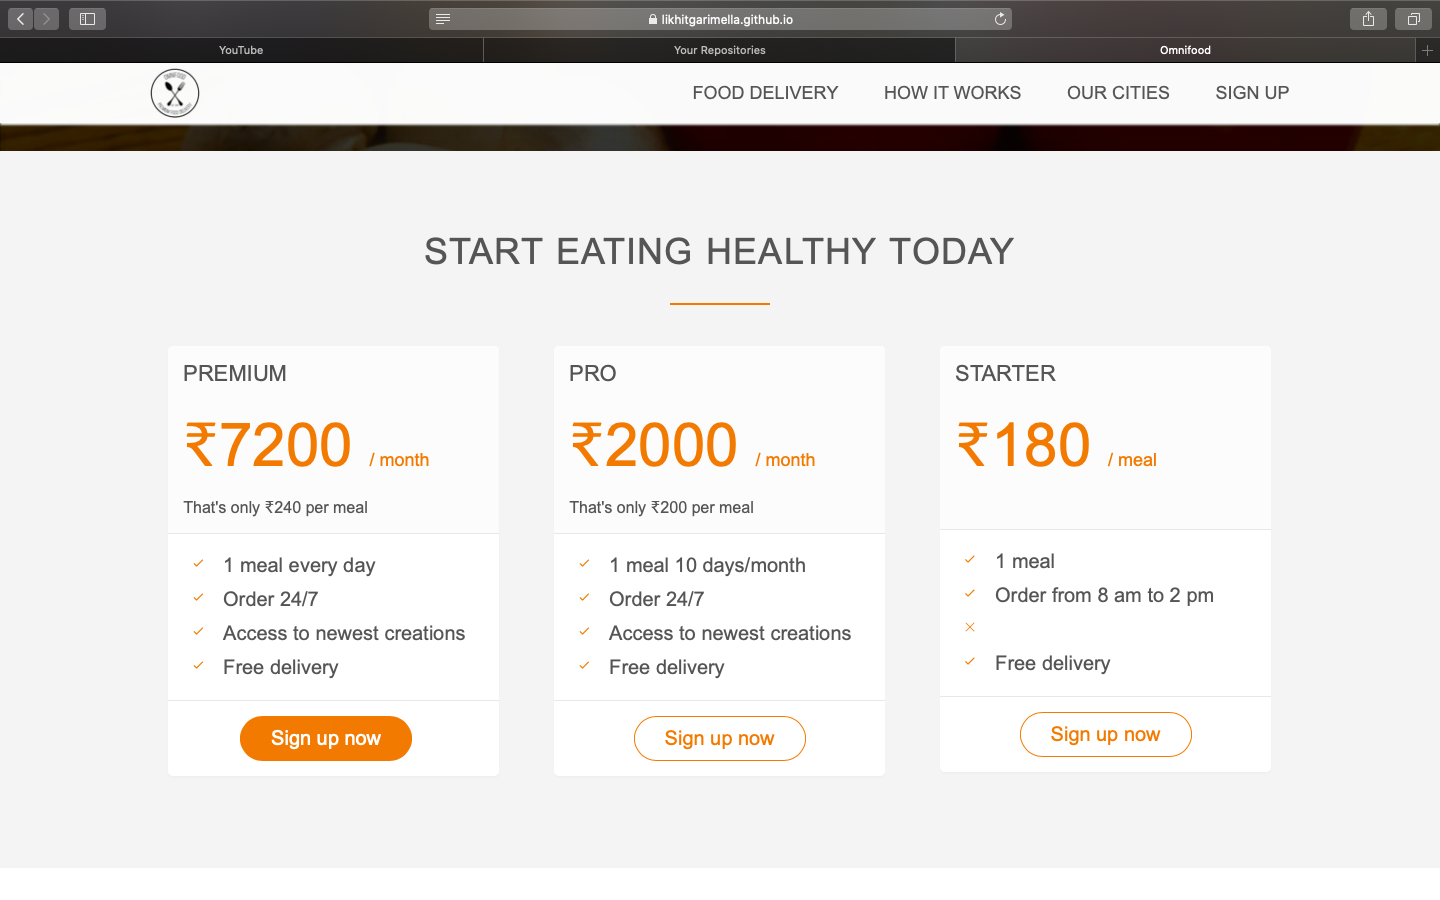 likhitgarimella.github.io
YouTube
Your Repositories
Omnifood
FOOD DELIVERY
HOW IT WORKS
OUR CITIES
SIGN UP
START EATING HEALTHY TODAY
PREMIUM
₹7200 / month
That's only ₹240 per meal
1 meal every day
Order 24/7
Access to newest creations
Free delivery
Sign up now
PRO
₹2000 / month
That's only ₹200 per meal
1 meal 10 days/month
Order 24/7
Access to newest creations
Free delivery
Sign up now
STARTER
₹180 / meal
1 meal
Order from 8 am to 2 pm
Free delivery
Sign up now